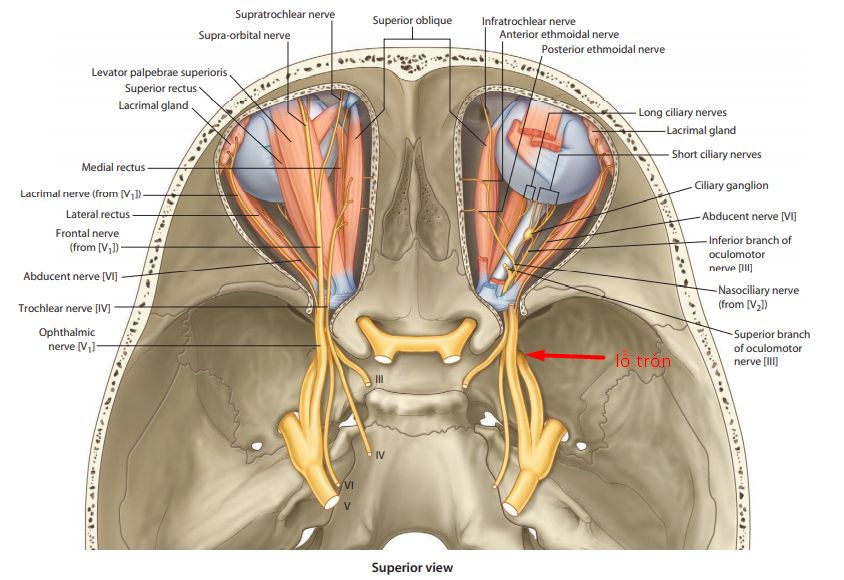 Supratrochlear nerve
Supra-orbital nerve
Superior oblique
Infratrochlear nerve
Anterior ethmoidal nerve
Posterior ethmoidal nerve
Levator palpebrae superioris
Superior rectus
Lacrimal gland
Medial rectus
Lacrimal nerve (from [V₁])
Lateral rectus
Frontal nerve
(from [V₁])
Abducent nerve [VI]
Trochlear nerve [IV]
Ophthalmic
nerve [V₁]
Long ciliary nerves
Lacrimal gland
Short ciliary nerves
Ciliary ganglion
Abducent nerve [VI]
Inferior branch of
oculomotor
nerve [III]
Nasociliary nerve
(from [V₂])
Superior branch
of oculomotor
nerve [III]
lỗ tròn
III
IV
VI
V
Superior view